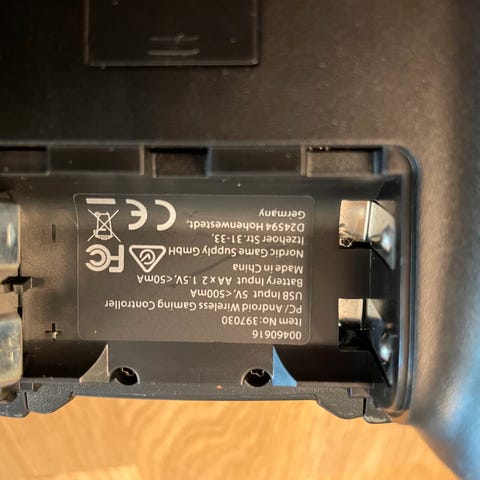 00460616
Item No:397030
PC/Android Wireless Gaming Controller
USB Input 5V, <500mA
Battery Input AA x 2 1.5V, <50mA
Made in China
Nordic Game Supply GmbH
Itzehoer Str. 31-33,
D24594 Hohenwestedt,
Germany
FC
CE
+
-